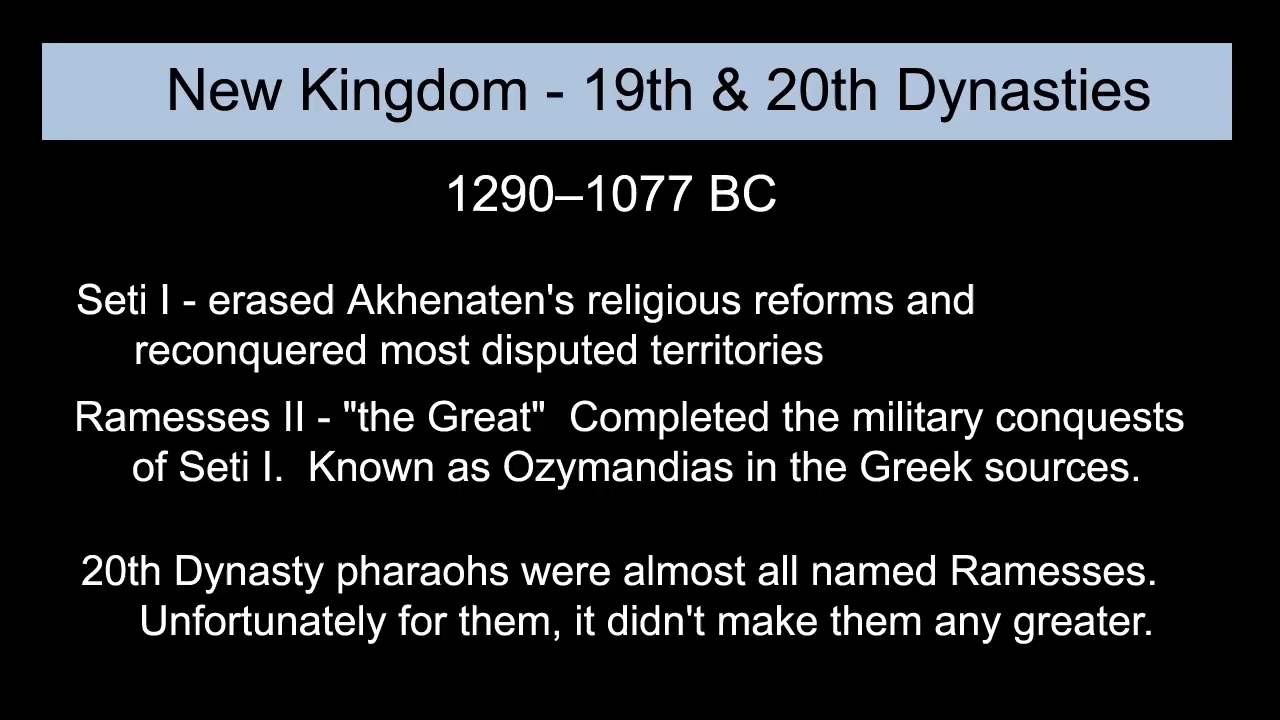 New Kingdom - 19th & 20th Dynasties
1290–1077 BC
Seti I - erased Akhenaten's religious reforms and
reconquered most disputed territories
Ramesses II - "the Great"  Completed the military conquests
of Seti I.  Known as Ozymandias in the Greek sources.
20th Dynasty pharaohs were almost all named Ramesses.
Unfortunately for them, it didn't make them any greater.